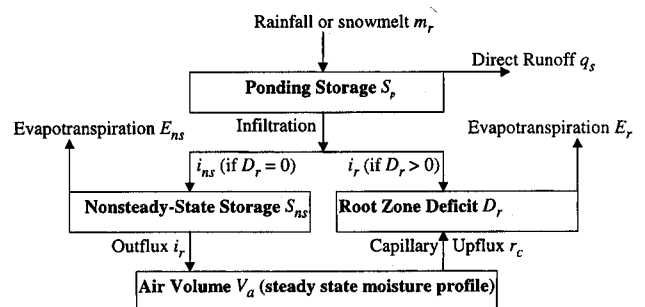 Rainfall or snowmelt m_r
Direct Runoff q_s
Ponding Storage S_p
Evapotranspiration E_ns
Infiltration
Evapotranspiration E_r
i_ns (if D_r = 0)
i_r (if D_r > 0)
Nonsteady-State Storage S_ns
Root Zone Deficit D_r
Outflux i_r
Capillary Upflux r_c
Air Volume V_a (steady state moisture profile)